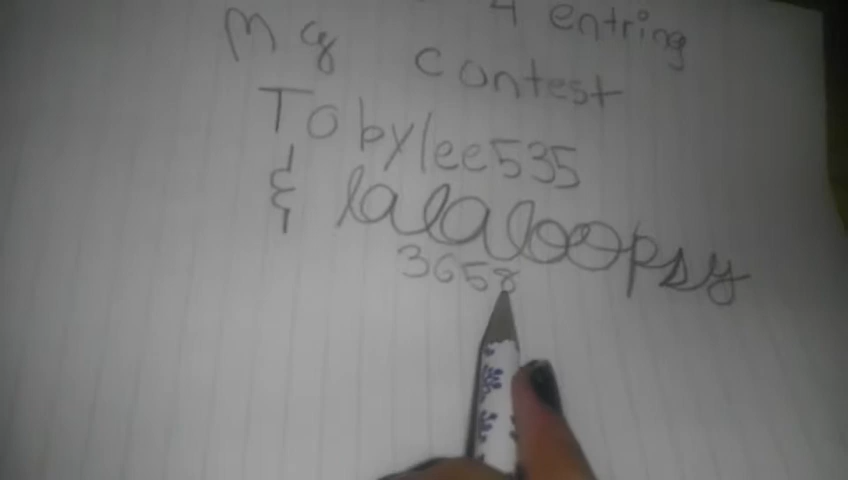 4 entring
My contest
Tobylee535
& lalaloopsy
3658